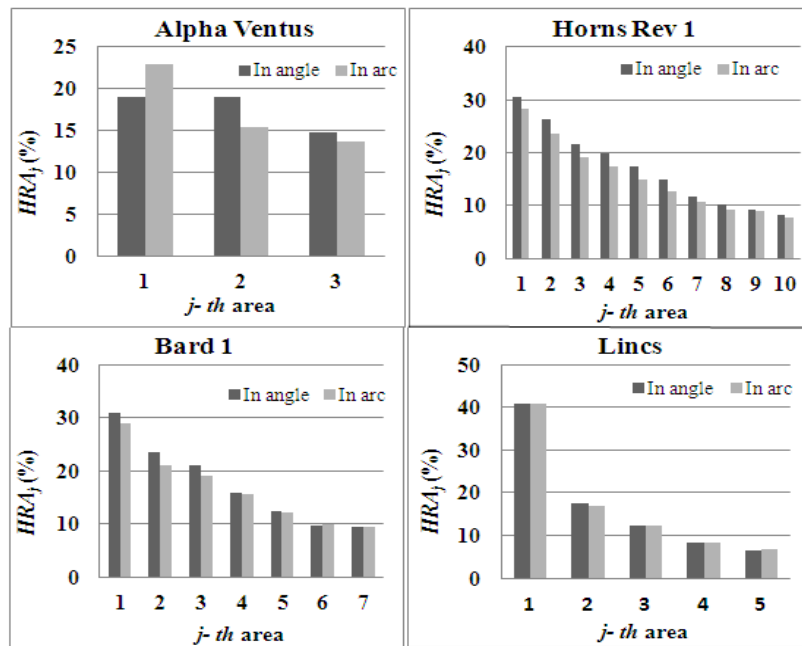 Alpha Ventus
25
20
15
10
5
0
HRAj (%)
In angle
In arc
1 2 3
j- th area
Horns Rev 1
40
30
20
10
0
HRAj (%)
In angle
In arc
1 2 3 4 5 6 7 8 9 10
j- th area
Bard 1
40
30
20
10
0
HRAj (%)
In angle
In arc
1 2 3 4 5 6 7
j- th area
Lincs
50
40
30
20
10
0
HRAj (%)
In angle
In arc
1 2 3 4 5
j- th area